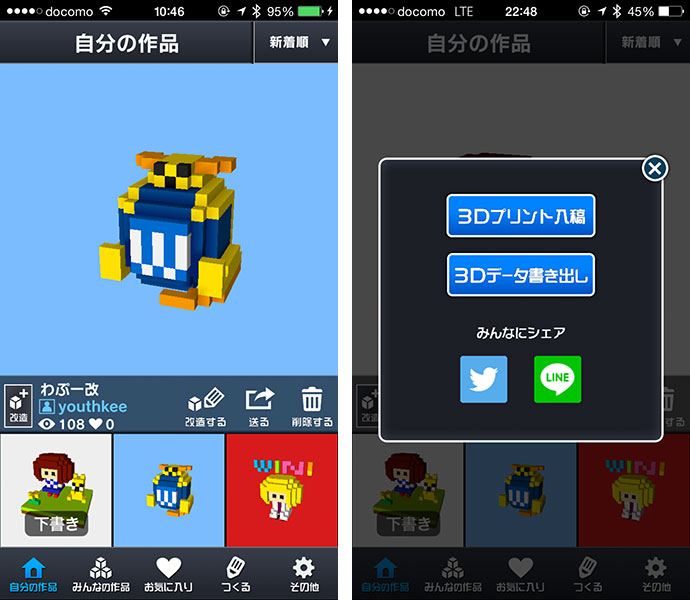 docomo 10:46 95%
自分の作品 新着順 ▼
改造
わぷー改
youthkee
108 0
改造する 送る 削除する
下書き
WIN!
自分の作品 みんなの作品 お気に入り つくる その他
docomo LTE 22:48 45%
自分の作品 新着順 ▼
3Dプリント入稿
3Dデータ書き出し
みんなにシェア
LINE
改造
下書き
WIN!
自分の作品 みんなの作品 お気に入り つくる その他